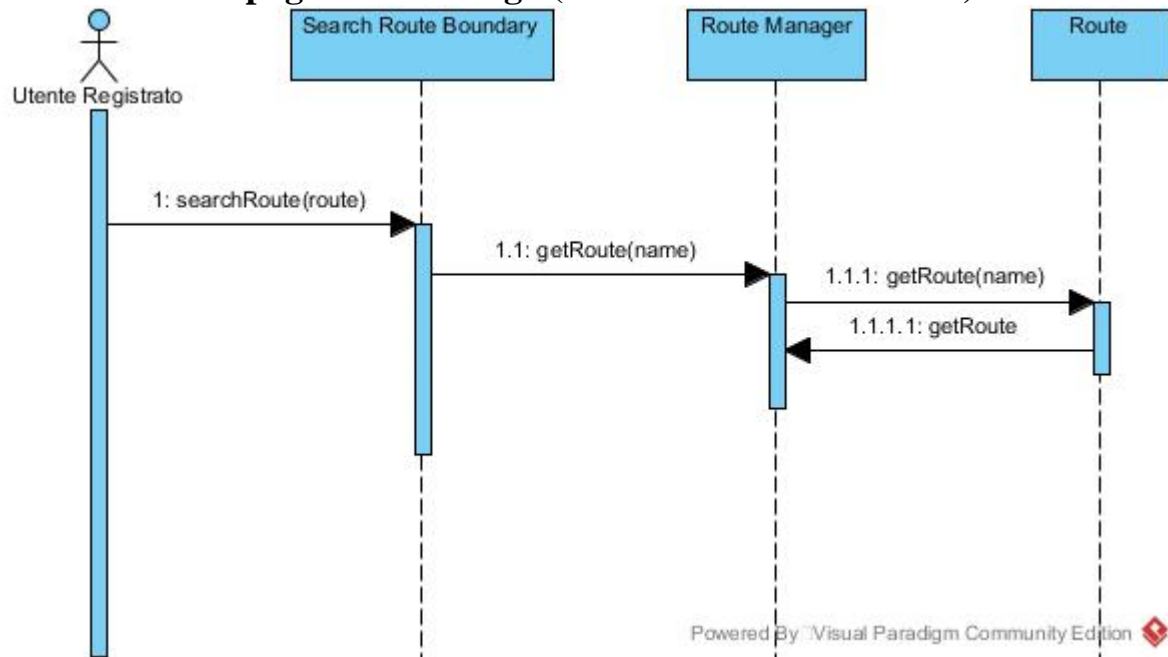 Search Route Boundary
Route Manager
Route
Utente Registrato
1: searchRoute(route)
1.1: getRoute(name)
1.1.1: getRoute(name)
1.1.1.1: getRoute
Powered By Visual Paradigm Community Edition